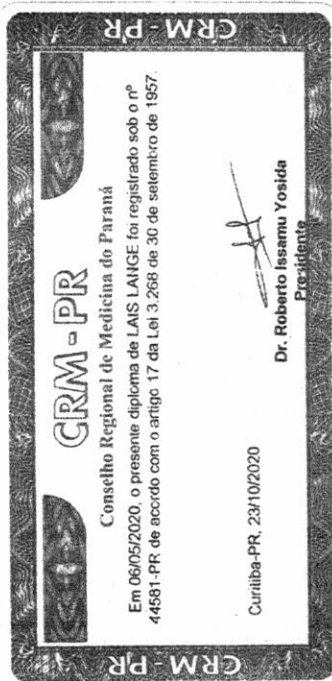 CRM-PR
CRM-PR
Conselho Regional de Medicina do Paraná
Em 06/05/2020, o presente diploma de LAIS LANGE foi registrado sob o nº
44581-PR de acordo com o artigo 17 da Lei 3.268 de 30 de setembro de 1957.
Curitiba-PR, 23/10/2020
Dr. Roberto Issamu Yosida
Presidente
CRM-PR